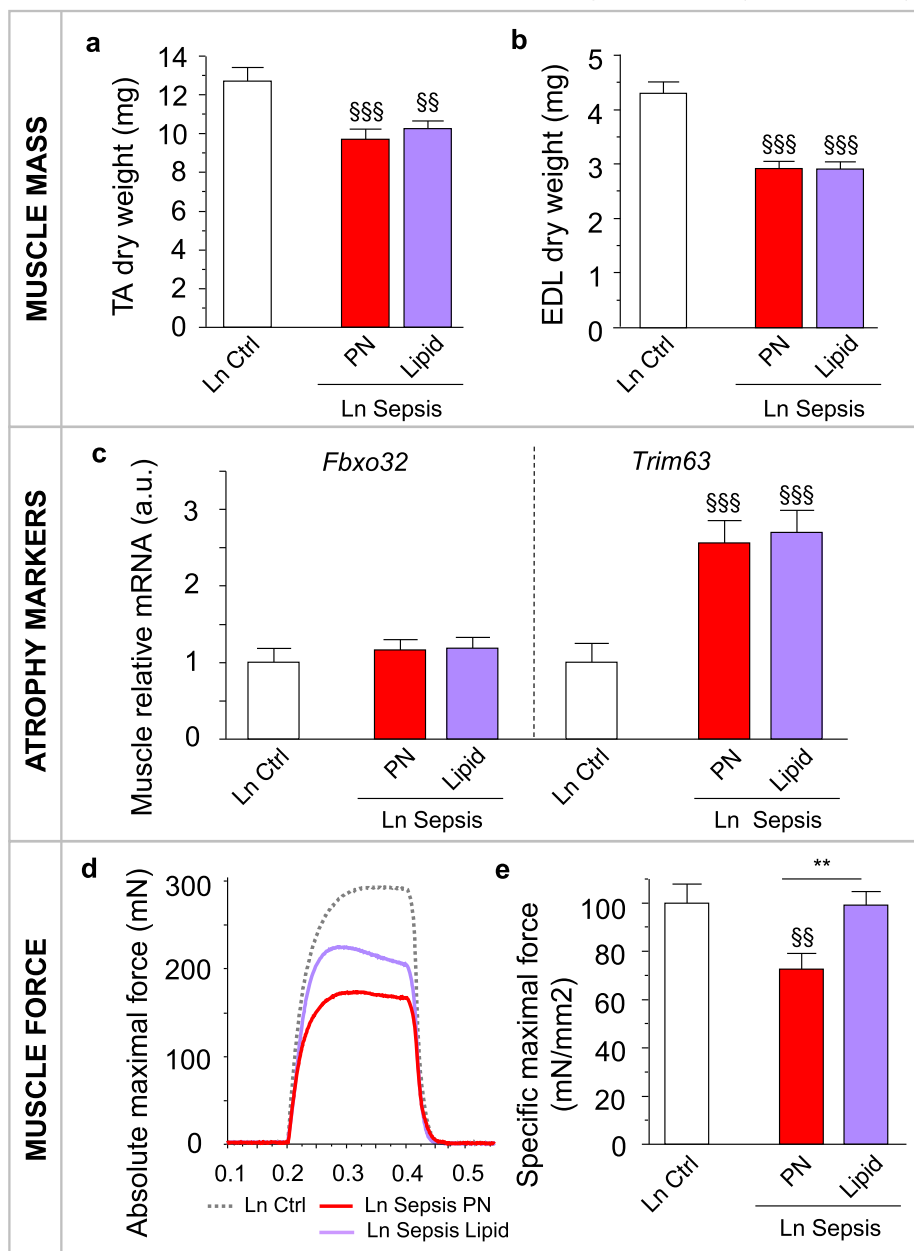 MUSCLE MASS
a
TA dry weight (mg)
14
12
10
8
6
4
2
0
§§§
§§
Ln Ctrl
PN
Lipid
Ln Sepsis
b
EDL dry weight (mg)
5
4
3
2
1
0
§§§
§§§
Ln Ctrl
PN
Lipid
Ln Sepsis
ATROPHY MARKERS
c
Muscle relative mRNA (a.u.)
3
2
1
0
Fbxo32
Ln Ctrl
PN
Lipid
Ln Sepsis
Trim63
§§§
§§§
Ln Ctrl
PN
Lipid
Ln Sepsis
MUSCLE FORCE
d
Absolute maximal force (mN)
300
200
100
0
0.1
0.2
0.3
0.4
0.5
Ln Ctrl
Ln Sepsis PN
Ln Sepsis Lipid
e
Specific maximal force
(mN/mm2)
100
80
60
40
20
0
**
§§
Ln Ctrl
PN
Lipid
Ln Sepsis